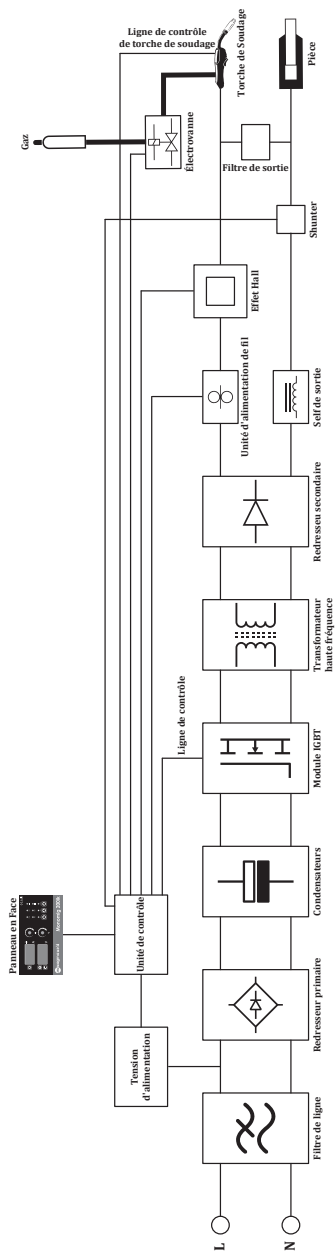 Panneau en Face
Gaz
Ligne de contrôle
de torche de soudage
Torche de Soudage
Électrovanne
Pièce
Filtre de sortie
Shunter
Effet Hall
Unité d'alimentation de fil
Self de sortie
Redresseu secondaire
Transformateur
haute fréquence
Ligne de contrôle
Module IGBT
Condensateurs
Unité de contrôle
Redresseur primaire
Tension
d'alimentation
Filtre de ligne
L
N